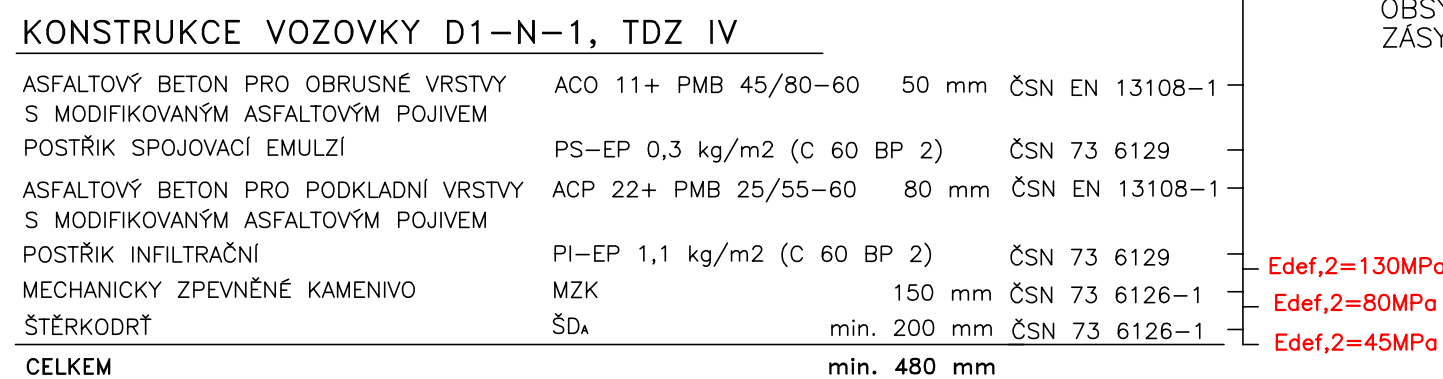 OBSY
ZÁSY
KONSTRUKCE VOZOVKY D1-N-1, TDZ IV
ASFALTOVÝ BETON PRO OBRUSNÉ VRSTVY ACO 11+ PMB 45/80-60 50 mm ČSN EN 13108-1
S MODIFIKOVANÝM ASFALTOVÝM POJIVEM
POSTŘIK SPOJOVACÍ EMULZÍ PS-EP 0,3 kg/m2 (C 60 BP 2) ČSN 73 6129
ASFALTOVÝ BETON PRO PODKLADNÍ VRSTVY ACP 22+ PMB 25/55-60 80 mm ČSN EN 13108-1
S MODIFIKOVANÝM ASFALTOVÝM POJIVEM
POSTŘIK INFILTRAČNÍ PI-EP 1,1 kg/m2 (C 60 BP 2) ČSN 73 6129
Edef,2=130MPa
MECHANICKY ZPEVNĚNÉ KAMENIVO MZK 150 mm ČSN 73 6126-1
Edef,2=80MPa
ŠTĚRKODRŤ ŠDA min. 200 mm ČSN 73 6126-1
Edef,2=45MPa
CELKEM min. 480 mm